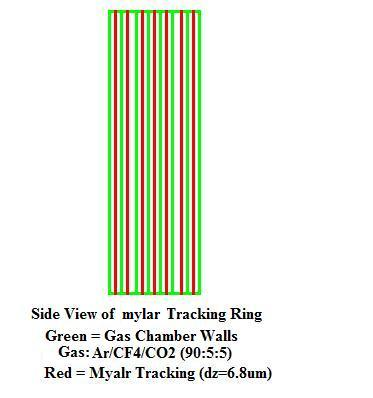 Side View of mylar Tracking Ring
Green = Gas Chamber Walls
Gas: Ar/CF4/CO2 (90:5:5)
Red = Myalr Tracking (dz=6.8um)